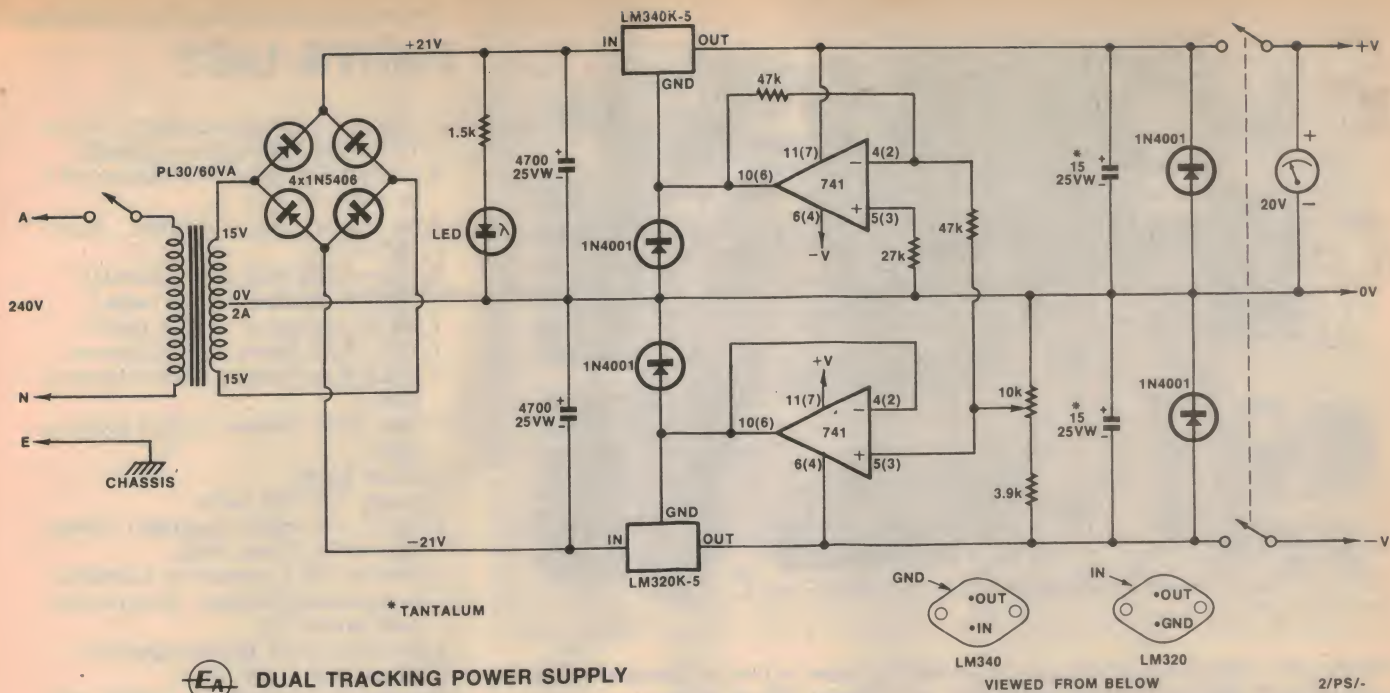 LM340K-5
+21V
IN
OUT
GND
47k
1.5k
PL30/60VA
4x1N5406
4700
25VW
+
-
11(7)
4(2)
10(6)
741
-
+
6(4)
5(3)
-V
+
* 15
25VW
-
1N4001
+V
+
20V
-
A
15V
LED
λ
1N4001
27k
47k
240V
0V
2A
0V
15V
N
E
CHASSIS
4700
25VW
+
-
1N4001
+V
11(7)
4(2)
10(6)
741
-
+
6(4)
5(3)
10k
3.9k
+
* 15
25VW
-
1N4001
GND
-21V
IN
OUT
LM320K-5
-V
* TANTALUM
GND
OUT
IN
LM340
IN
OUT
GND
LM320
EA DUAL TRACKING POWER SUPPLY
VIEWED FROM BELOW
2/PS/-